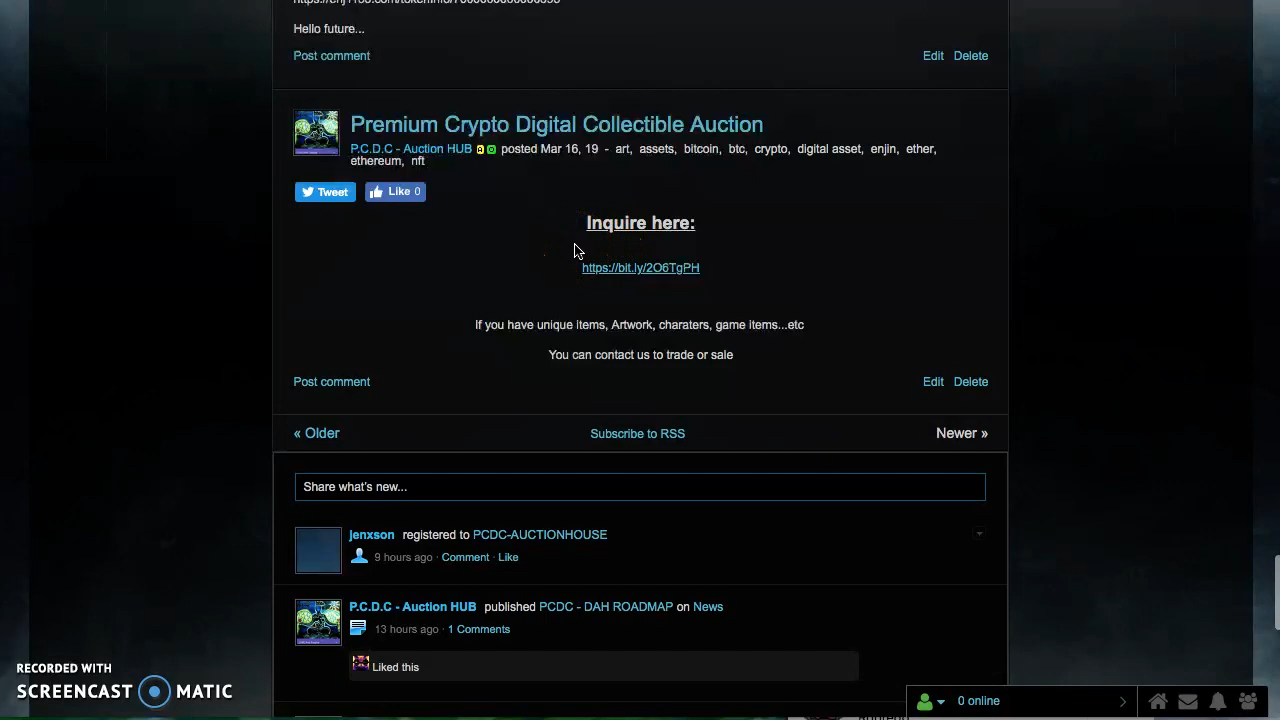 Hello future...
Post comment
Edit
Delete
Premium Crypto Digital Collectible Auction
P.C.D.C - Auction HUB posted Mar 16, 19 - art, assets, bitcoin, btc, crypto, digital asset, enjin, ether,
ethereum, nft
Tweet
Like 0
Inquire here:
https://bit.ly/2O6TgPH
If you have unique items, Artwork, charaters, game items...etc
You can contact us to trade or sale
Post comment
Edit
Delete
« Older
Subscribe to RSS
Newer »
Share what's new...
jenxson registered to PCDC-AUCTIONHOUSE
9 hours ago · Comment · Like
P.C.D.C - Auction HUB published PCDC - DAH ROADMAP on News
13 hours ago · 1 Comments
Liked this
RECORDED WITH
SCREENCAST MATIC
0 online